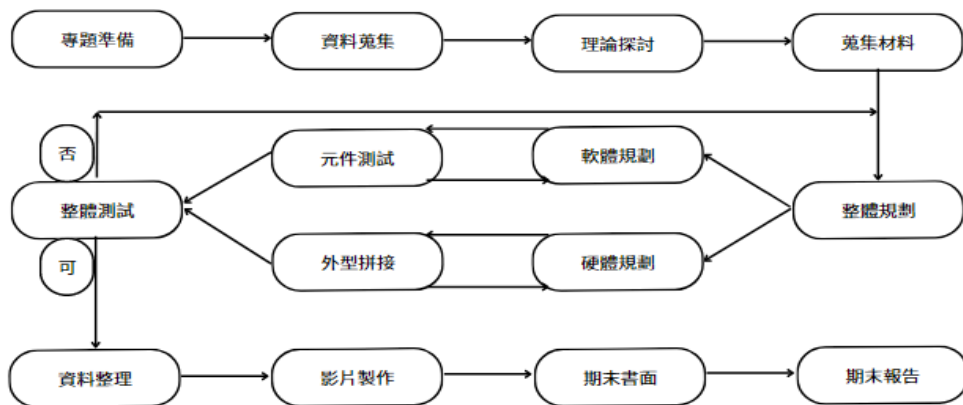 專題準備
資料蒐集
理論探討
蒐集材料
否
元件測試
軟體規劃
整體測試
整體規劃
可
外型拼接
硬體規劃
資料整理
影片製作
期末書面
期末報告